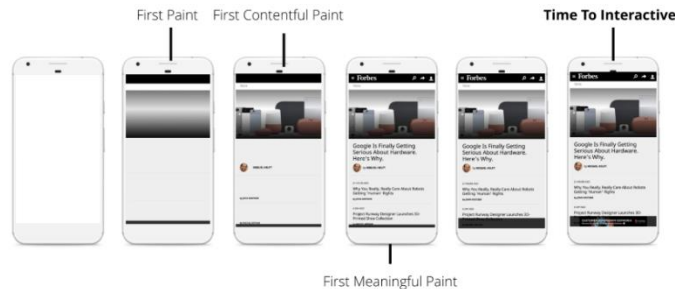 First Paint
First Contentful Paint
Time To Interactive
Forbes
Google Is Finally Getting
Serious About Hardware.
Here's Why.
Why You Really, Really Care About Robots
Getting 'Human' Rights
Project Runway Designer Launches 3D
Printed Shoe Collection
Forbes
Google Is Finally Getting
Serious About Hardware.
Here's Why.
Why You Really, Really Care About Robots
Getting 'Human' Rights
Project Runway Designer Launches 3D
Forbes
Google Is Finally Getting
Serious About Hardware.
Here's Why.
Why You Really, Really Care About Robots
Getting 'Human' Rights
Project Runway Designer Launches 3D
First Meaningful Paint